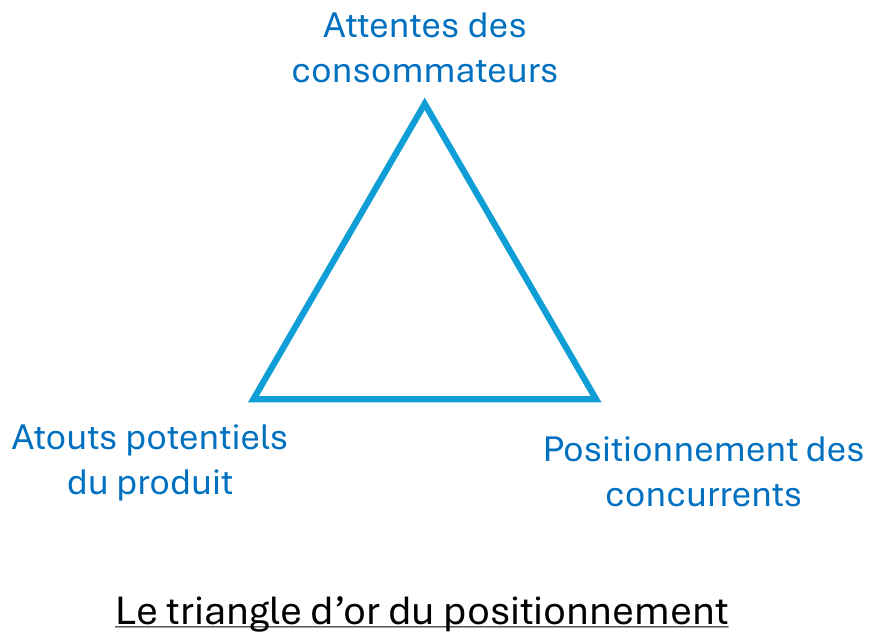 Attentes des
consommateurs
Atouts potentiels
du produit
Positionnement des
concurrents
Le triangle d’or du positionnement